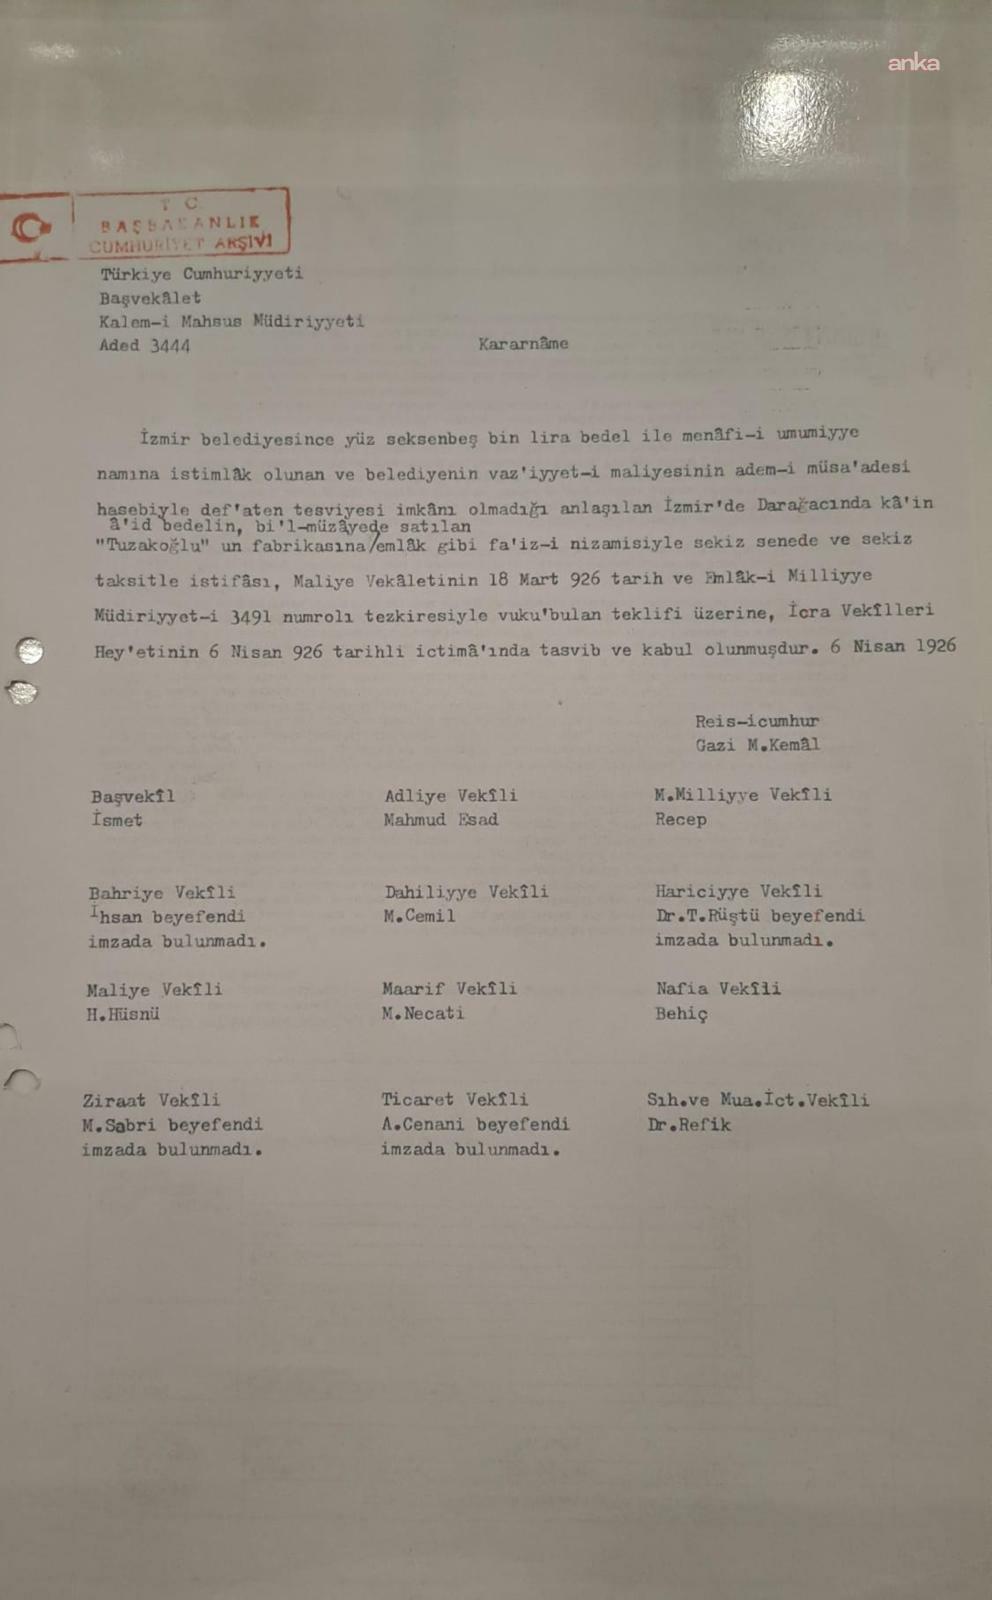 anka
T C
BAŞBAKANLIK
CUMHURİYET ARŞİVİ
Türkiye Cumhuriyyeti
Başvekâlet
Kalem-i Mahsus Müdiriyyeti
Aded 3444 Kararnâme
İzmir belediyesince yüz seksenbeş bin lira bedel ile menâfi-i umumiyye
namına istimlâk olunan ve belediyenin vaz'iyyet-i maliyesinin adem-i müsa'adesi
hasebiyle def'aten tesviyesi imkânı olmadığı anlaşılan İzmir'de Darağacında kâ'in
â'id bedelin, bi'l-müzâyede satılan
"Tuzakoğlu" un fabrikasına/emlâk gibi fa'iz-i nizamisiyle sekiz senede ve sekiz
taksitle istifâsı, Maliye Vekâletinin 18 Mart 926 tarih ve Emlâk-i Milliyye
Müdiriyyet-i 3491 numrolı tezkiresiyle vuku'bulan teklifi üzerine, İcra Vekîlleri
Hey'etinin 6 Nisan 926 tarihli ictimâ'ında tasvib ve kabul olunmuşdur. 6 Nisan 1926
Reis-icumhur
Gazi M.Kemâl
Başvekîl Adliye Vekîli M.Milliyye Vekîli
İsmet Mahmud Esad Recep
Bahriye Vekîli Dahiliyye Vekîli Hariciyye Vekîli
İhsan beyefendi M.Cemil Dr.T.Rüştü beyefendi
imzada bulunmadı. imzada bulunmadı.
Maliye Vekîli Maarif Vekîli Nafia Vekîli
H.Hüsnü M.Necati Behiç
Ziraat Vekîli Ticaret Vekîli Sıh.ve Mua.İct.Vekîli
M.Sabri beyefendi A.Cenani beyefendi Dr.Refik
imzada bulunmadı. imzada bulunmadı.